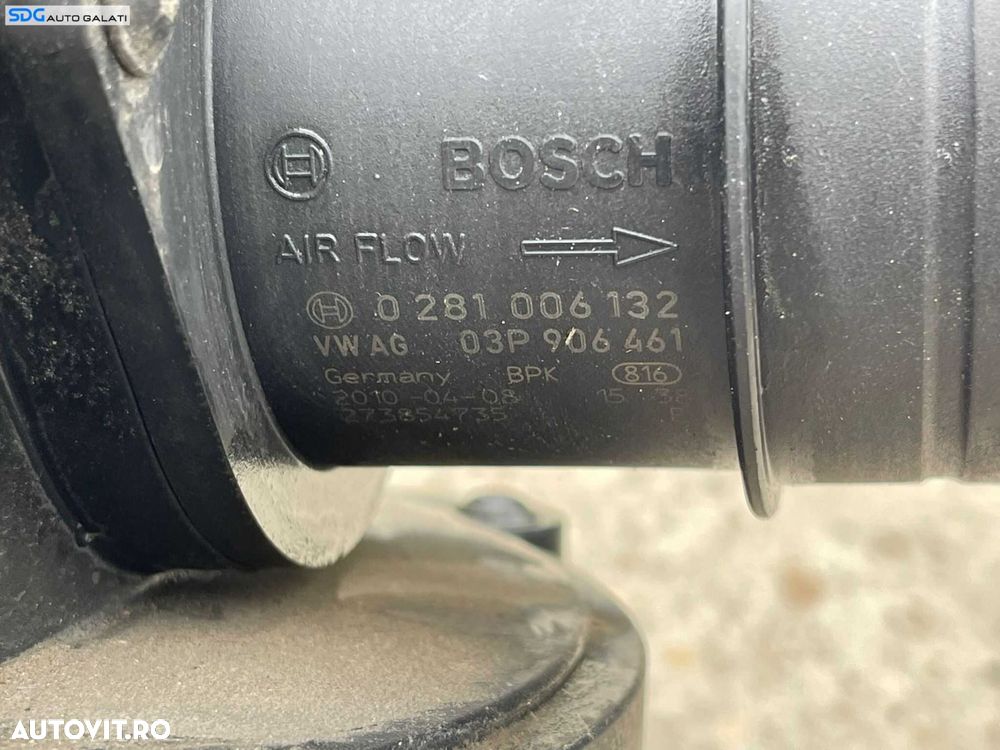 SDG AUTO GALATI
BOSCH
AIR FLOW
0 281 006 132
VW AG 03P 906 461
Germany BPK 816
2010-04-08 15 38
273854735
AUTOVIT.RO